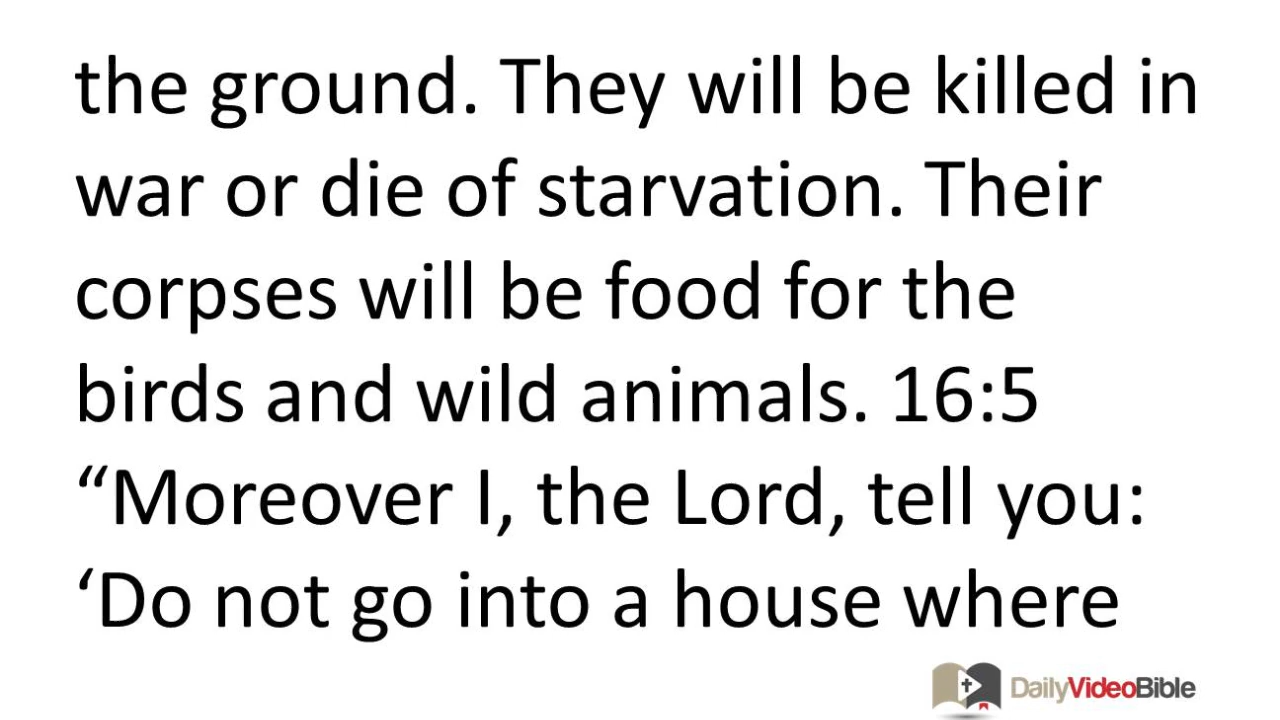 the ground. They will be killed in
war or die of starvation. Their
corpses will be food for the
birds and wild animals. 16:5
“Moreover I, the Lord, tell you:
‘Do not go into a house where
DailyVideoBible